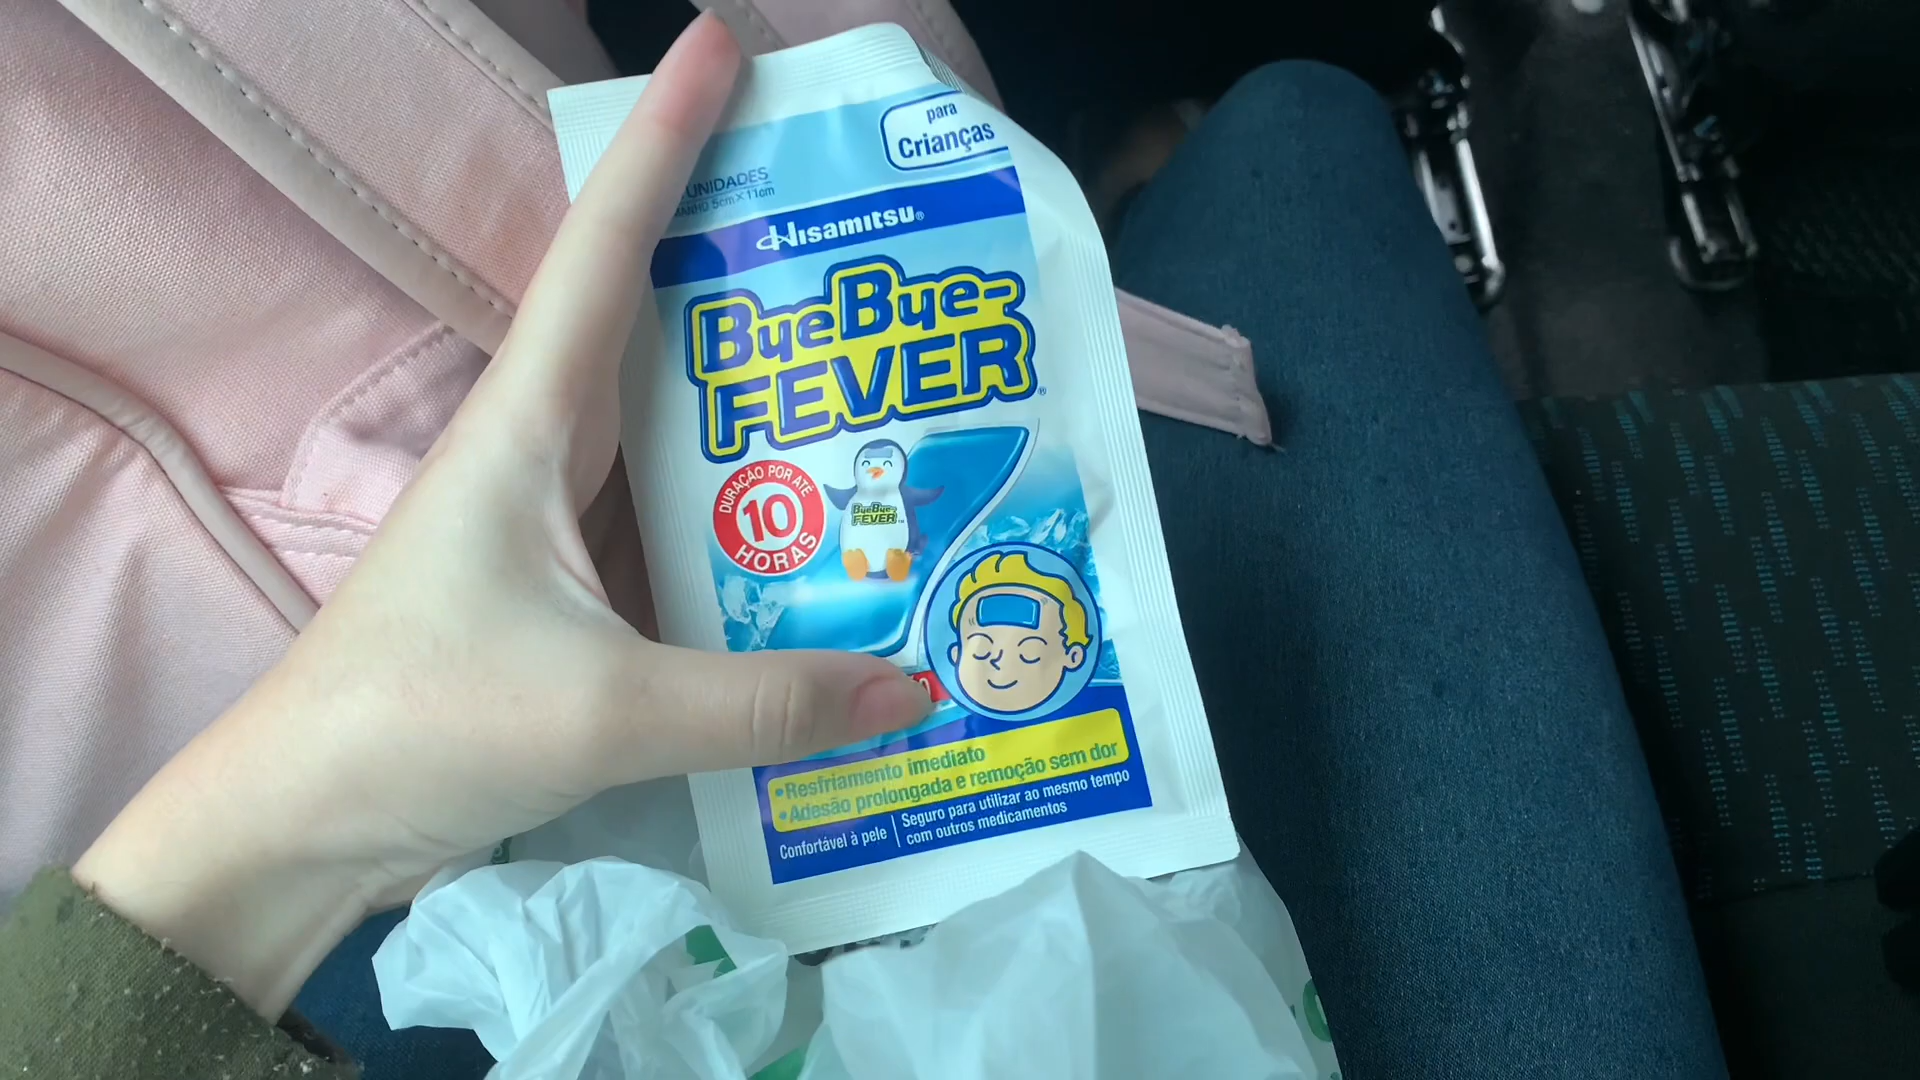 para
Crianças
UNIDADES
5cm X 11cm
Hisamitsu®
ByeBye-
FEVER®
DURAÇÃO POR ATÉ
10
HORAS
ByeBye-
FEVER™
•Resfriamento imediato
•Adesão prolongada e remoção sem dor
Confortável à pele
Seguro para utilizar ao mesmo tempo
com outros medicamentos